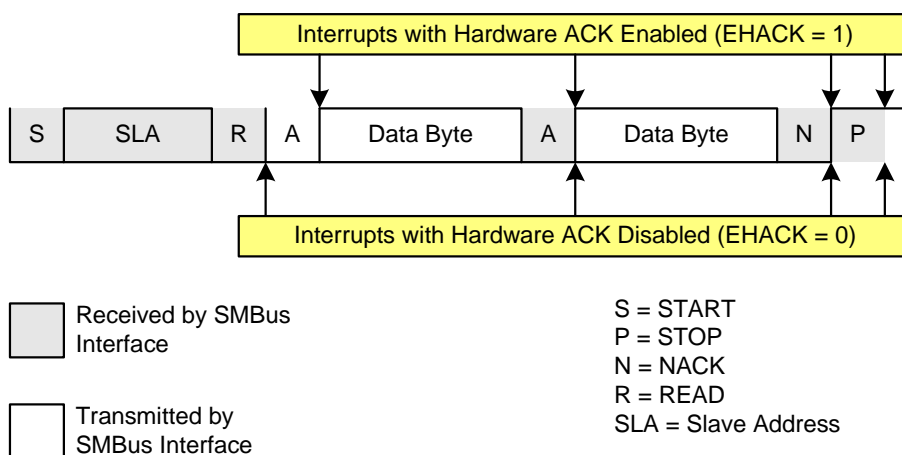 Interrupts with Hardware ACK Enabled (EHACK = 1)
S SLA R A Data Byte A Data Byte N P
Interrupts with Hardware ACK Disabled (EHACK = 0)
Received by SMBus
Interface
Transmitted by
SMBus Interface
S = START
P = STOP
N = NACK
R = READ
SLA = Slave Address